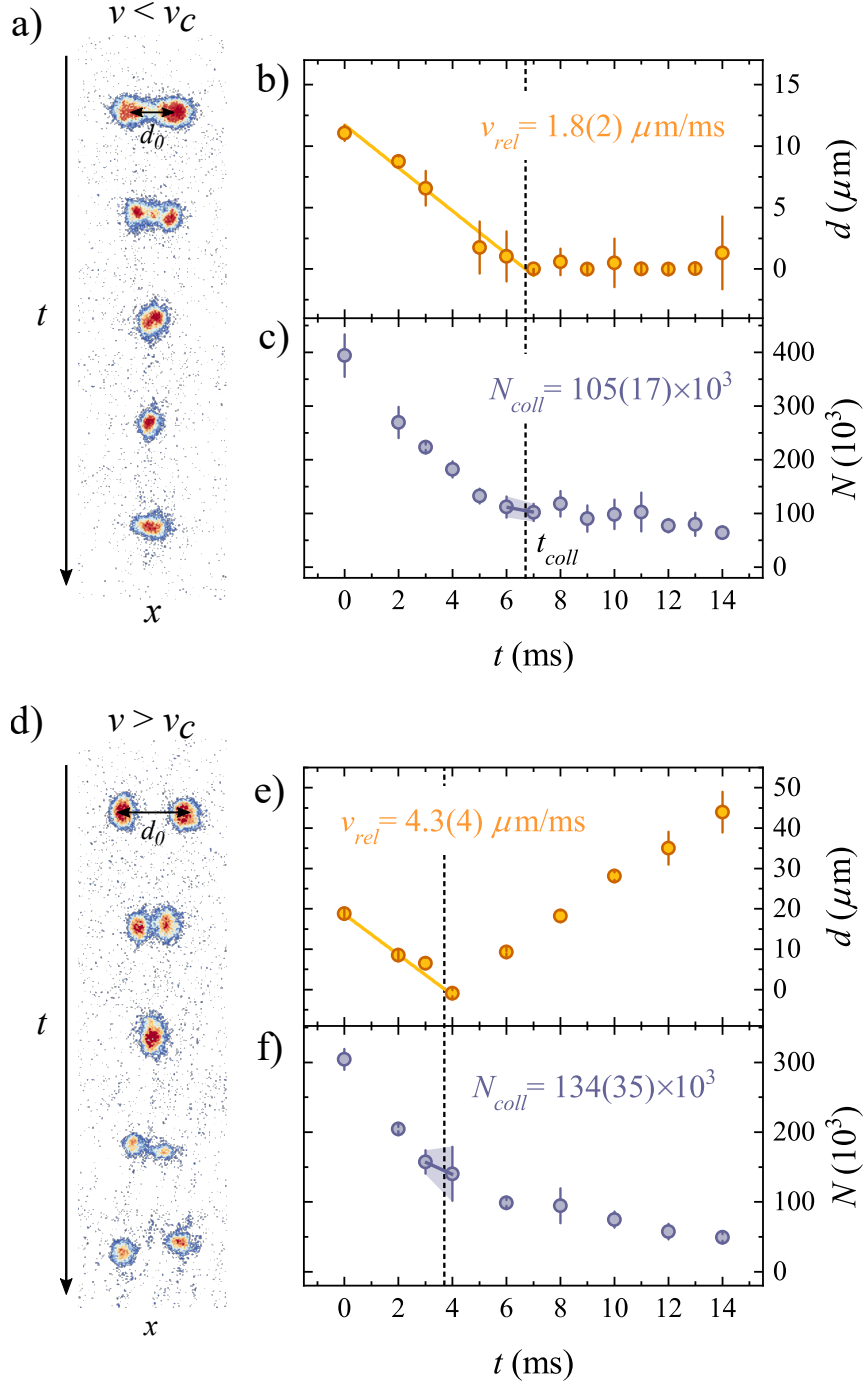 a)
v < v_c
d_0
t
x
b)
v_rel = 1.8(2) μm/ms
15
10
5
0
d (μm)
c)
N_coll = 105(17)×10^3
400
300
200
100
0
N (10^3)
t_coll
0 2 4 6 8 10 12 14
t (ms)
d)
v > v_c
d_0
t
x
e)
v_rel = 4.3(4) μm/ms
50
40
30
20
10
0
d (μm)
f)
N_coll = 134(35)×10^3
300
200
100
0
N (10^3)
0 2 4 6 8 10 12 14
t (ms)